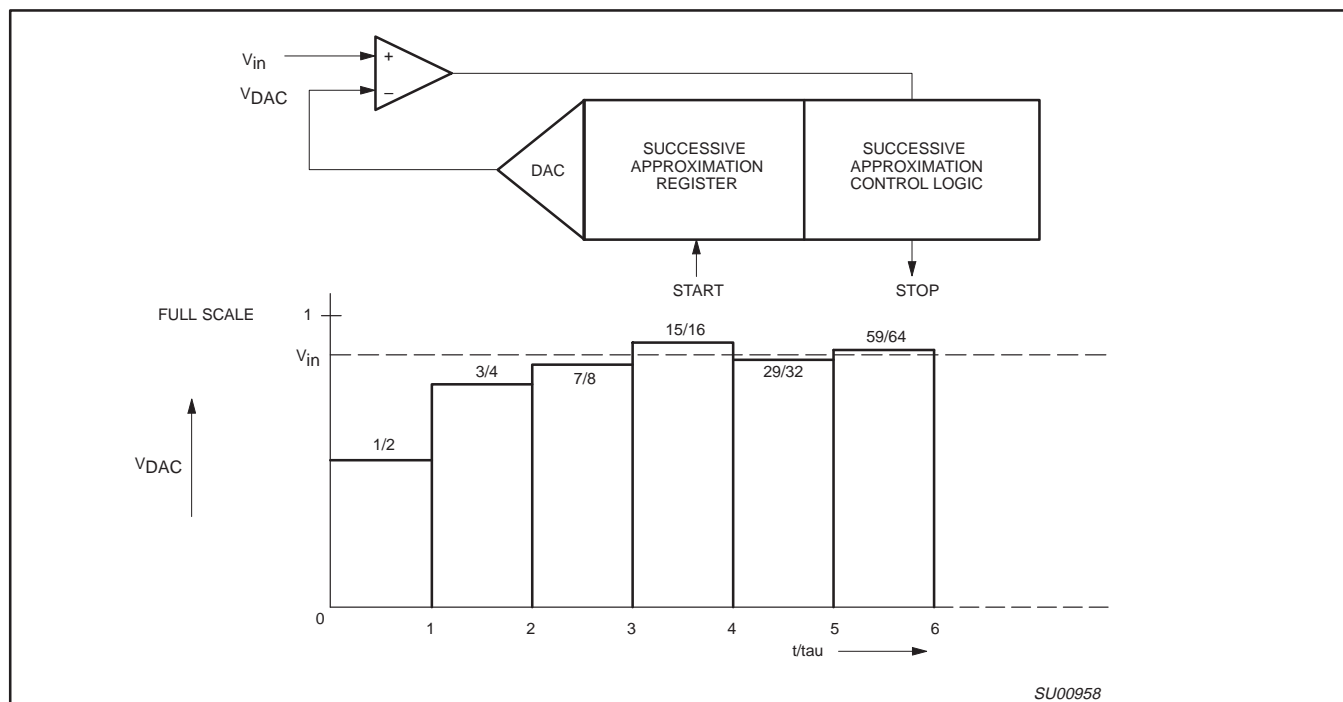 Vin
+
VDAC
−
DAC
SUCCESSIVE
APPROXIMATION
REGISTER
SUCCESSIVE
APPROXIMATION
CONTROL LOGIC
START
STOP
FULL SCALE
1
Vin
VDAC
1/2
3/4
7/8
15/16
29/32
59/64
0
1
2
3
4
5
6
t/tau
SU00958